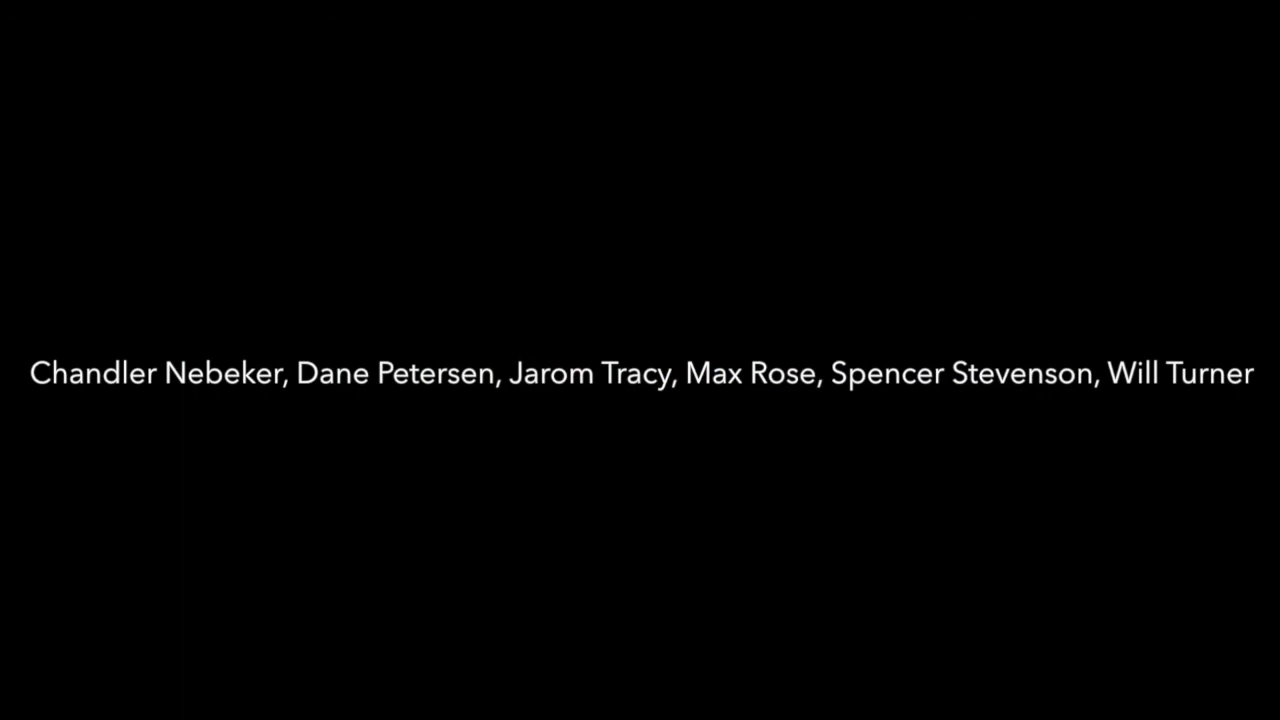 Chandler Nebeker, Dane Petersen, Jarom Tracy, Max Rose, Spencer Stevenson, Will Turner